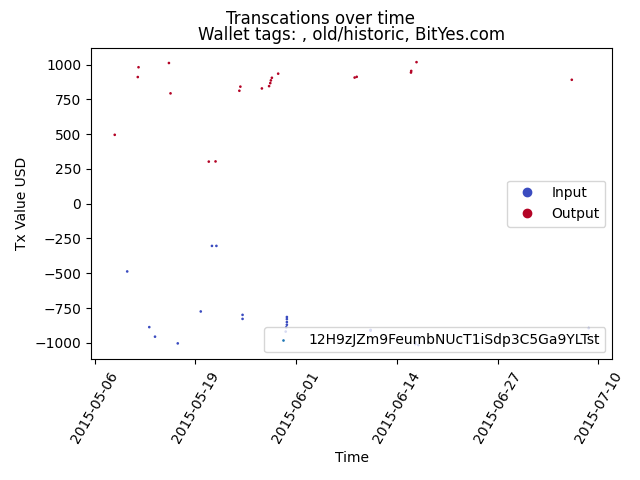 Transcations over time
Wallet tags: , old/historic, BitYes.com
1000
750
500
250
0
−250
−500
−750
−1000
Tx Value USD
Input
Output
12H9zJZm9FeumbNUcT1iSdp3C5Ga9YLTst
2015-05-06
2015-05-19
2015-06-01
2015-06-14
2015-06-27
2015-07-10
Time